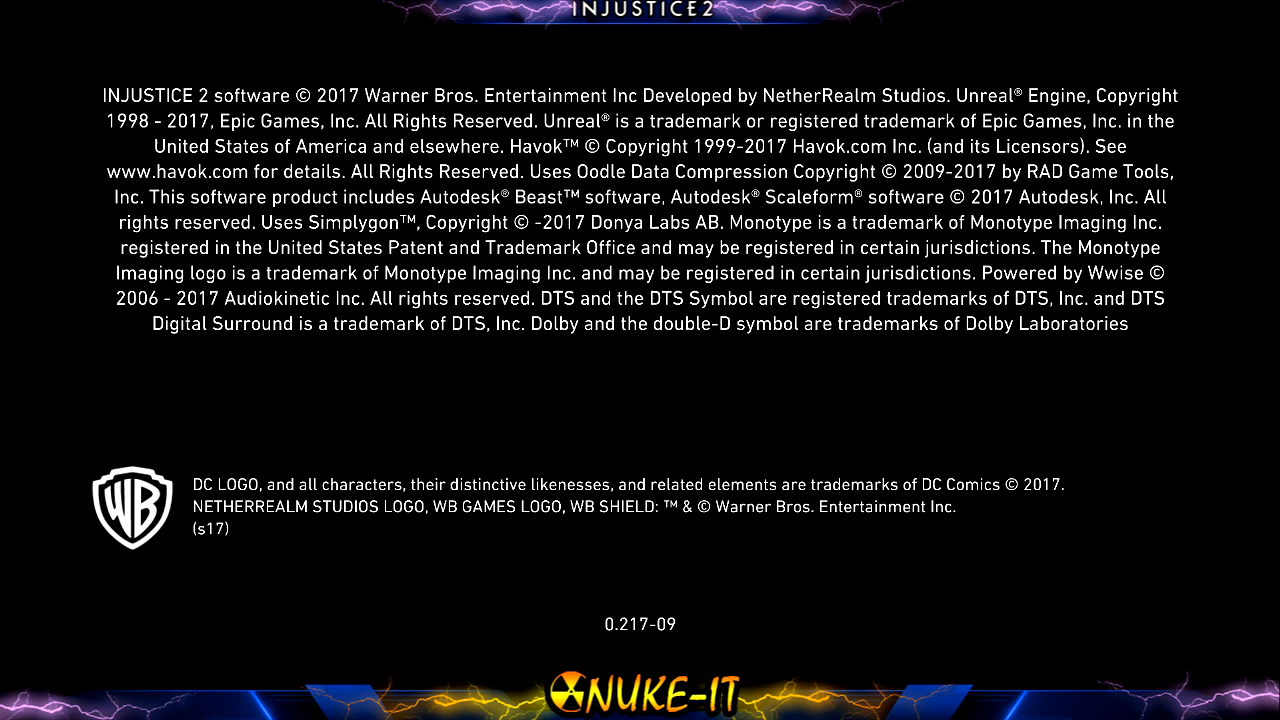 INJUSTICE2
INJUSTICE 2 software © 2017 Warner Bros. Entertainment Inc Developed by NetherRealm Studios. Unreal® Engine, Copyright
1998 - 2017, Epic Games, Inc. All Rights Reserved. Unreal® is a trademark or registered trademark of Epic Games, Inc. in the
United States of America and elsewhere. Havok™ © Copyright 1999-2017 Havok.com Inc. (and its Licensors). See
www.havok.com for details. All Rights Reserved. Uses Oodle Data Compression Copyright © 2009-2017 by RAD Game Tools,
Inc. This software product includes Autodesk® Beast™ software, Autodesk® Scaleform® software © 2017 Autodesk, Inc. All
rights reserved. Uses Simplygon™, Copyright © -2017 Donya Labs AB. Monotype is a trademark of Monotype Imaging Inc.
registered in the United States Patent and Trademark Office and may be registered in certain jurisdictions. The Monotype
Imaging logo is a trademark of Monotype Imaging Inc. and may be registered in certain jurisdictions. Powered by Wwise ©
2006 - 2017 Audiokinetic Inc. All rights reserved. DTS and the DTS Symbol are registered trademarks of DTS, Inc. and DTS
Digital Surround is a trademark of DTS, Inc. Dolby and the double-D symbol are trademarks of Dolby Laboratories
WB
DC LOGO, and all characters, their distinctive likenesses, and related elements are trademarks of DC Comics © 2017.
NETHERREALM STUDIOS LOGO, WB GAMES LOGO, WB SHIELD: ™ & © Warner Bros. Entertainment Inc.
(s17)
0.217-09
NUKE-IT